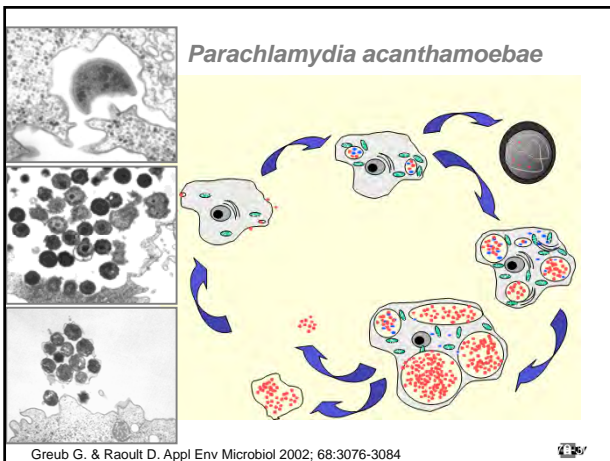 Parachlamydia acanthamoebae
Greub G. & Raoult D. Appl Env Microbiol 2002; 68:3076-3084